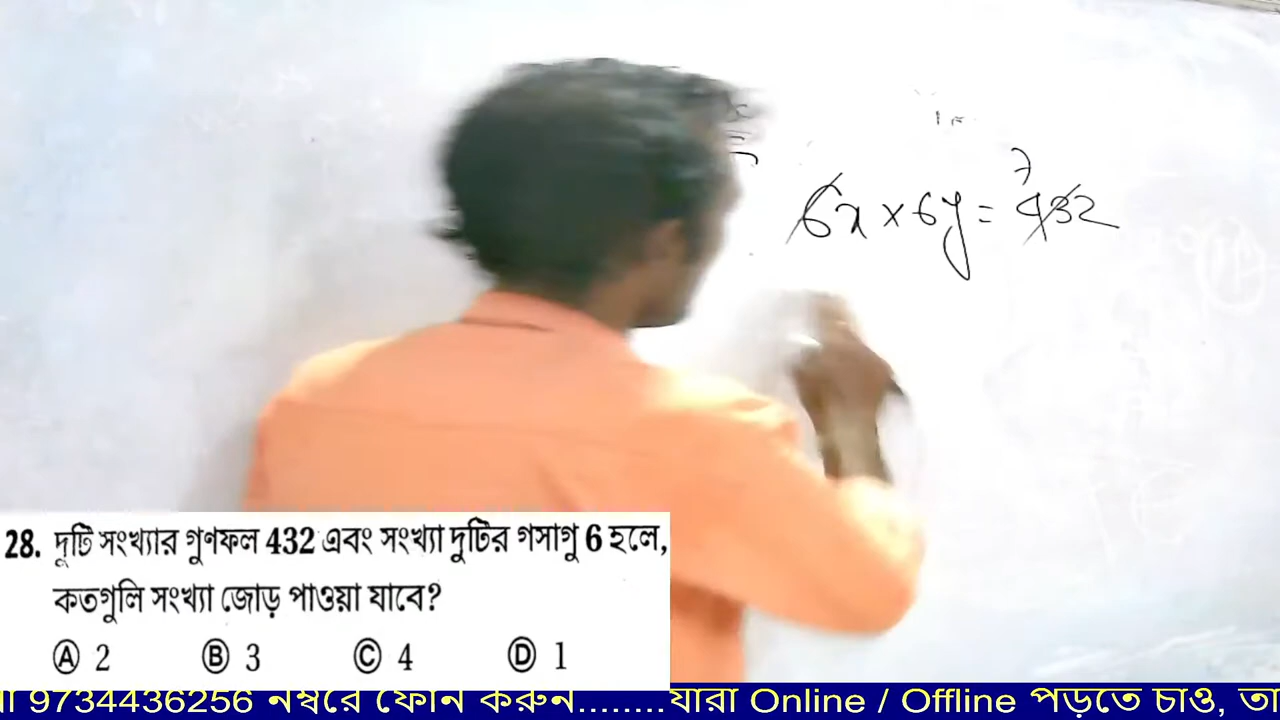 7
6x × 6y = 432
28. দুটি সংখ্যার গুণফল 432 এবং সংখ্যা দুটির গসাগু 6 হলে,
কতগুলি সংখ্যা জোড় পাওয়া যাবে?
Ⓐ 2 Ⓑ 3 Ⓒ 4 Ⓓ 1
9734436256 নম্বরে ফোন করুন........যারা Online / Offline পড়তে চাও,